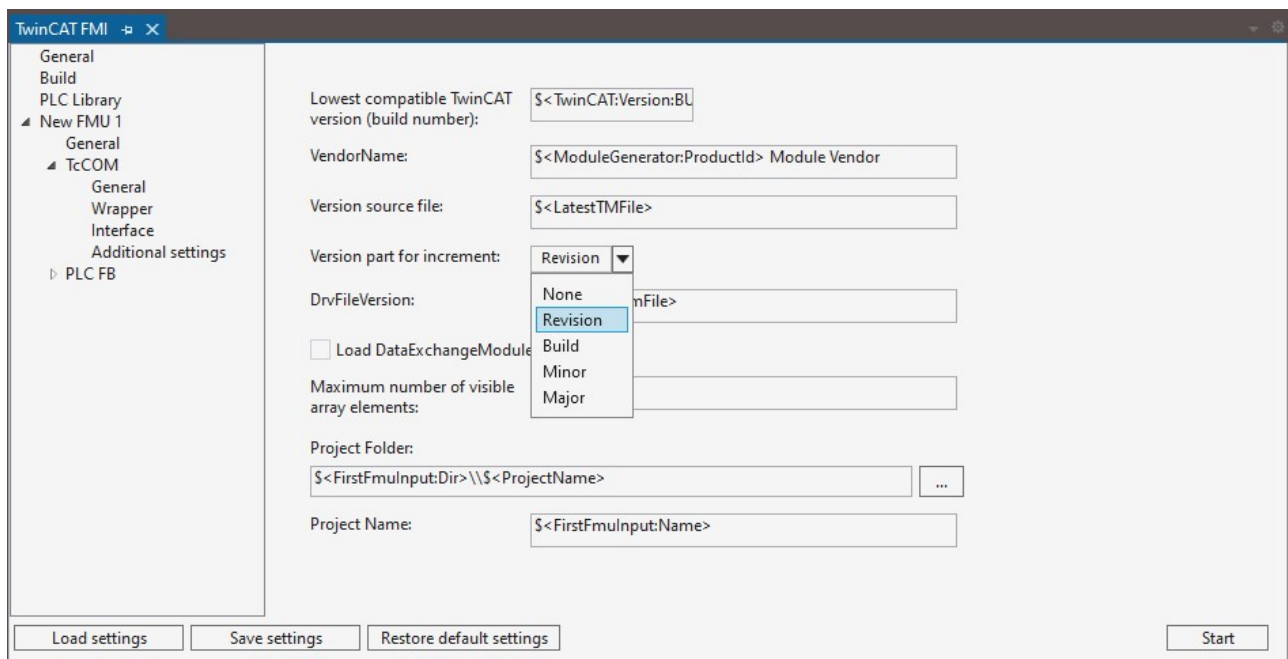 TwinCAT FMI
General
Build
PLC Library
New FMU 1
General
TcCOM
General
Wrapper
Interface
Additional settings
PLC FB
Lowest compatible TwinCAT
version (build number):
$<TwinCAT:Version:BU
VendorName:
$<ModuleGenerator:ProductId> Module Vendor
Version source file:
$<LatestTMFile>
Version part for increment:
Revision
None
Revision
Build
Minor
Major
DrvFileVersion:
mFile>
Load DataExchangeModule
Maximum number of visible
array elements:
Project Folder:
$<FirstFmuInput:Dir>\\$<ProjectName>
...
Project Name:
$<FirstFmuInput:Name>
Load settings
Save settings
Restore default settings
Start